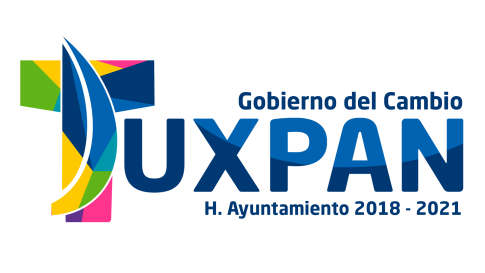 Gobierno del Cambio
TUXPAN
H. Ayuntamiento 2018 - 2021